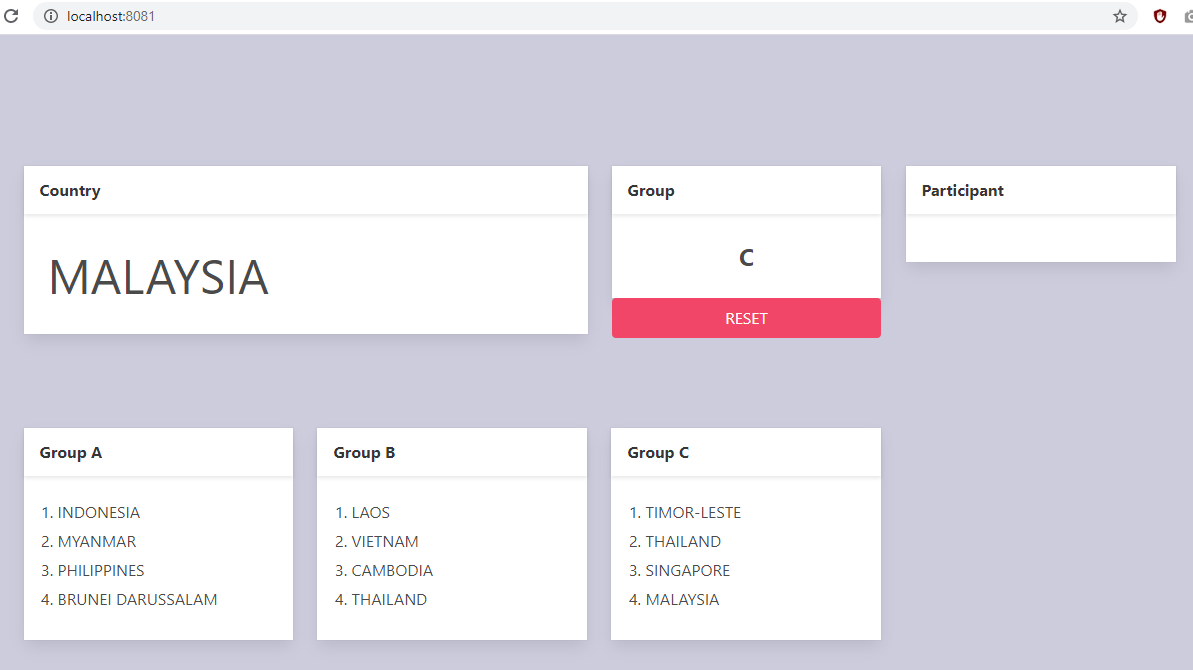 localhost:8081
Country
MALAYSIA
Group
C
RESET
Participant
Group A
1. INDONESIA
2. MYANMAR
3. PHILIPPINES
4. BRUNEI DARUSSALAM
Group B
1. LAOS
2. VIETNAM
3. CAMBODIA
4. THAILAND
Group C
1. TIMOR-LESTE
2. THAILAND
3. SINGAPORE
4. MALAYSIA